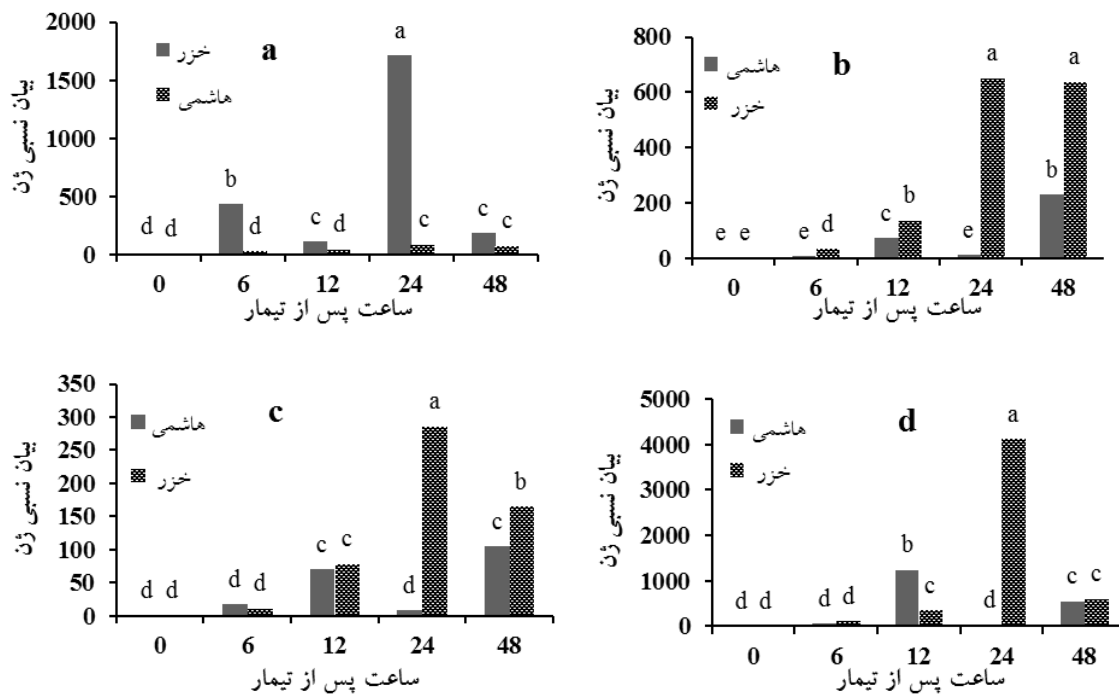 a
بیان نسبی ژن
2000
1500
1000
500
0
خزر
هاشمی
d d b d c d a c c c
0 6 12 24 48
ساعت پس از تیمار
b
بیان نسبی ژن
800
600
400
200
0
هاشمی
خزر
e e e d c b e a b a
0 6 12 24 48
ساعت پس از تیمار
c
بیان نسبی ژن
350
300
250
200
150
100
50
0
هاشمی
خزر
d d d d c c d a c b
0 6 12 24 48
ساعت پس از تیمار
d
بیان نسبی ژن
5000
4000
3000
2000
1000
0
هاشمی
خزر
d d d d b c d a c c
0 6 12 24 48
ساعت پس از تیمار